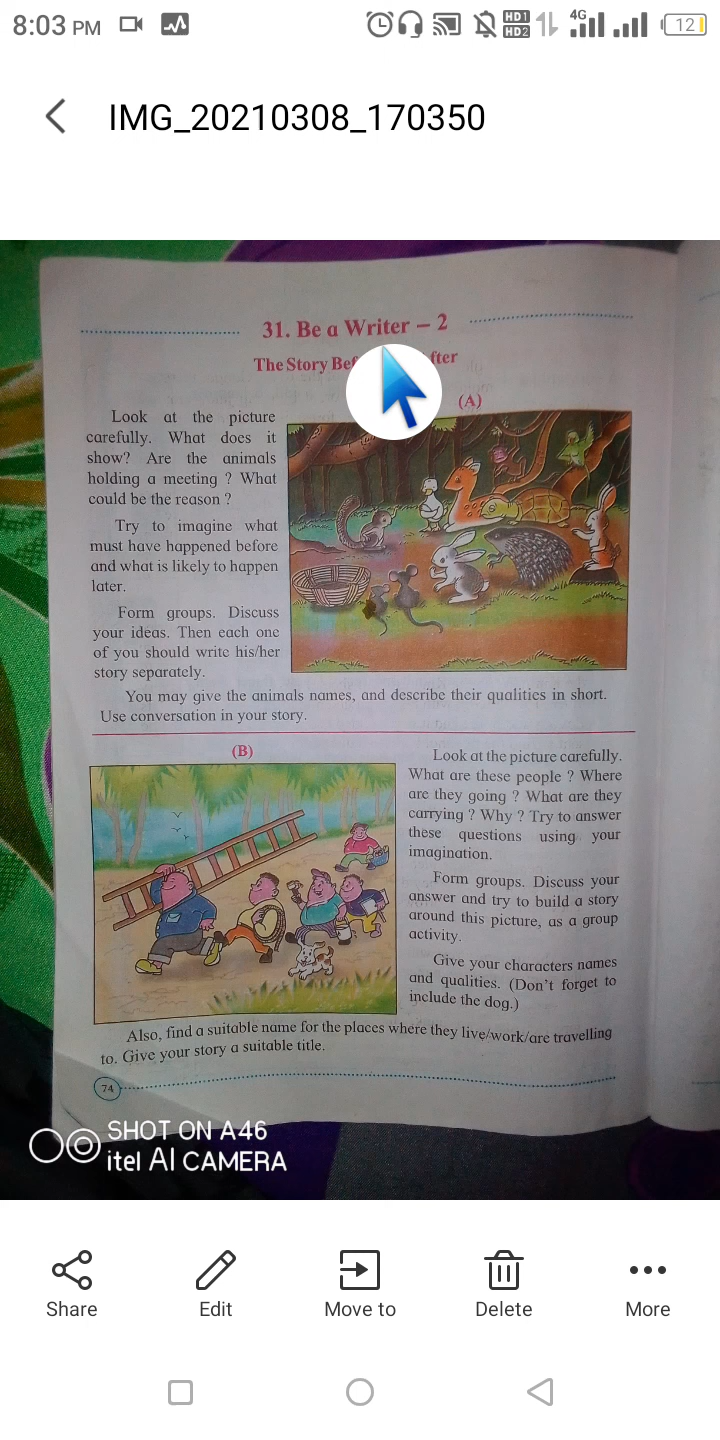 8:03 PM
HD1
HD2
4G
12
IMG_20210308_170350
31. Be a Writer – 2
The Story
(A)
Look at the picture
carefully. What does it
show? Are the animals
holding a meeting ? What
could be the reason ?
Try to imagine what
must have happened before
and what is likely to happen
later.
Form groups. Discuss
your ideas. Then each one
of you should write his/her
story separately.
You may give the animals names, and describe their qualities in short.
Use conversation in your story.
(B)
Look at the picture carefully.
What are these people ? Where
are they going ? What are they
carrying ? Why ? Try to answer
these questions using your
imagination.
Form groups. Discuss your
answer and try to build a story
around this picture, as a group
activity.
Give your characters names
and qualities. (Don't forget to
include the dog.)
Also, find a suitable name for the places where they live/work/are travelling
to. Give your story a suitable title.
74
SHOT ON A46
itel AI CAMERA
Share
Edit
Move to
Delete
More